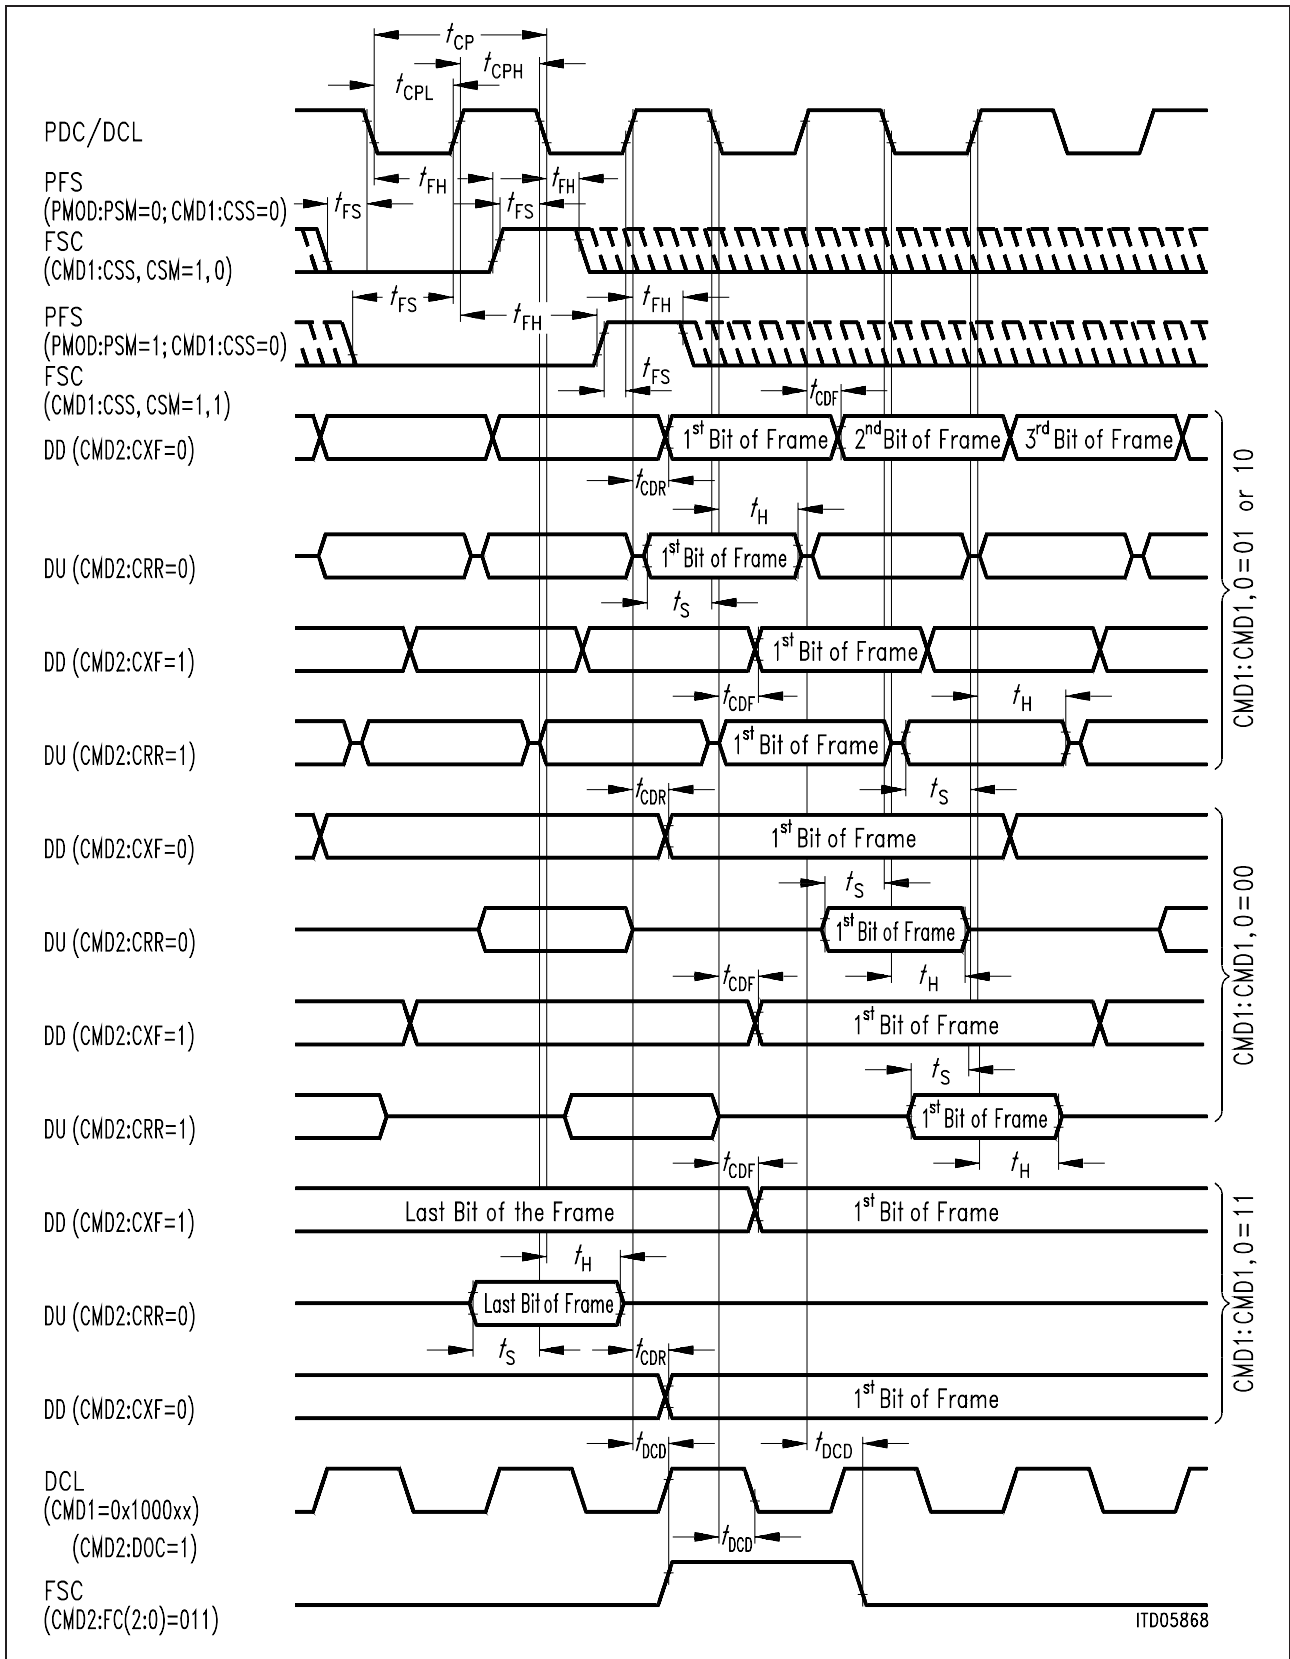 tCP
tCPH
tCPL
PDC/DCL
tFH
tFH
PFS
(PMOD:PSM=0; CMD1:CSS=0)
tFS
tFS
FSC
(CMD1:CSS, CSM=1,0)
tFS
tFH
tFH
PFS
(PMOD:PSM=1; CMD1:CSS=0)
FSC
(CMD1:CSS, CSM=1,1)
tFS
tCDF
DD (CMD2:CXF=0)
1st Bit of Frame
2nd Bit of Frame
3rd Bit of Frame
tCDR
tH
DU (CMD2:CRR=0)
1st Bit of Frame
tS
CMD1:CMD1,0=01 or 10
DD (CMD2:CXF=1)
1st Bit of Frame
tCDF
tH
DU (CMD2:CRR=1)
1st Bit of Frame
tCDR
tS
DD (CMD2:CXF=0)
1st Bit of Frame
tS
DU (CMD2:CRR=0)
1st Bit of Frame
CMD1:CMD1,0=00
tCDF
tH
DD (CMD2:CXF=1)
1st Bit of Frame
tS
DU (CMD2:CRR=1)
1st Bit of Frame
tCDF
tH
DD (CMD2:CXF=1)
Last Bit of the Frame
1st Bit of Frame
tH
DU (CMD2:CRR=0)
Last Bit of Frame
CMD1:CMD1,0=11
tS
tCDR
DD (CMD2:CXF=0)
1st Bit of Frame
tDCD
tDCD
DCL
(CMD1=0x1000xx)
(CMD2:DOC=1)
tDCD
FSC
(CMD2:FC(2:0)=011)
ITD05868